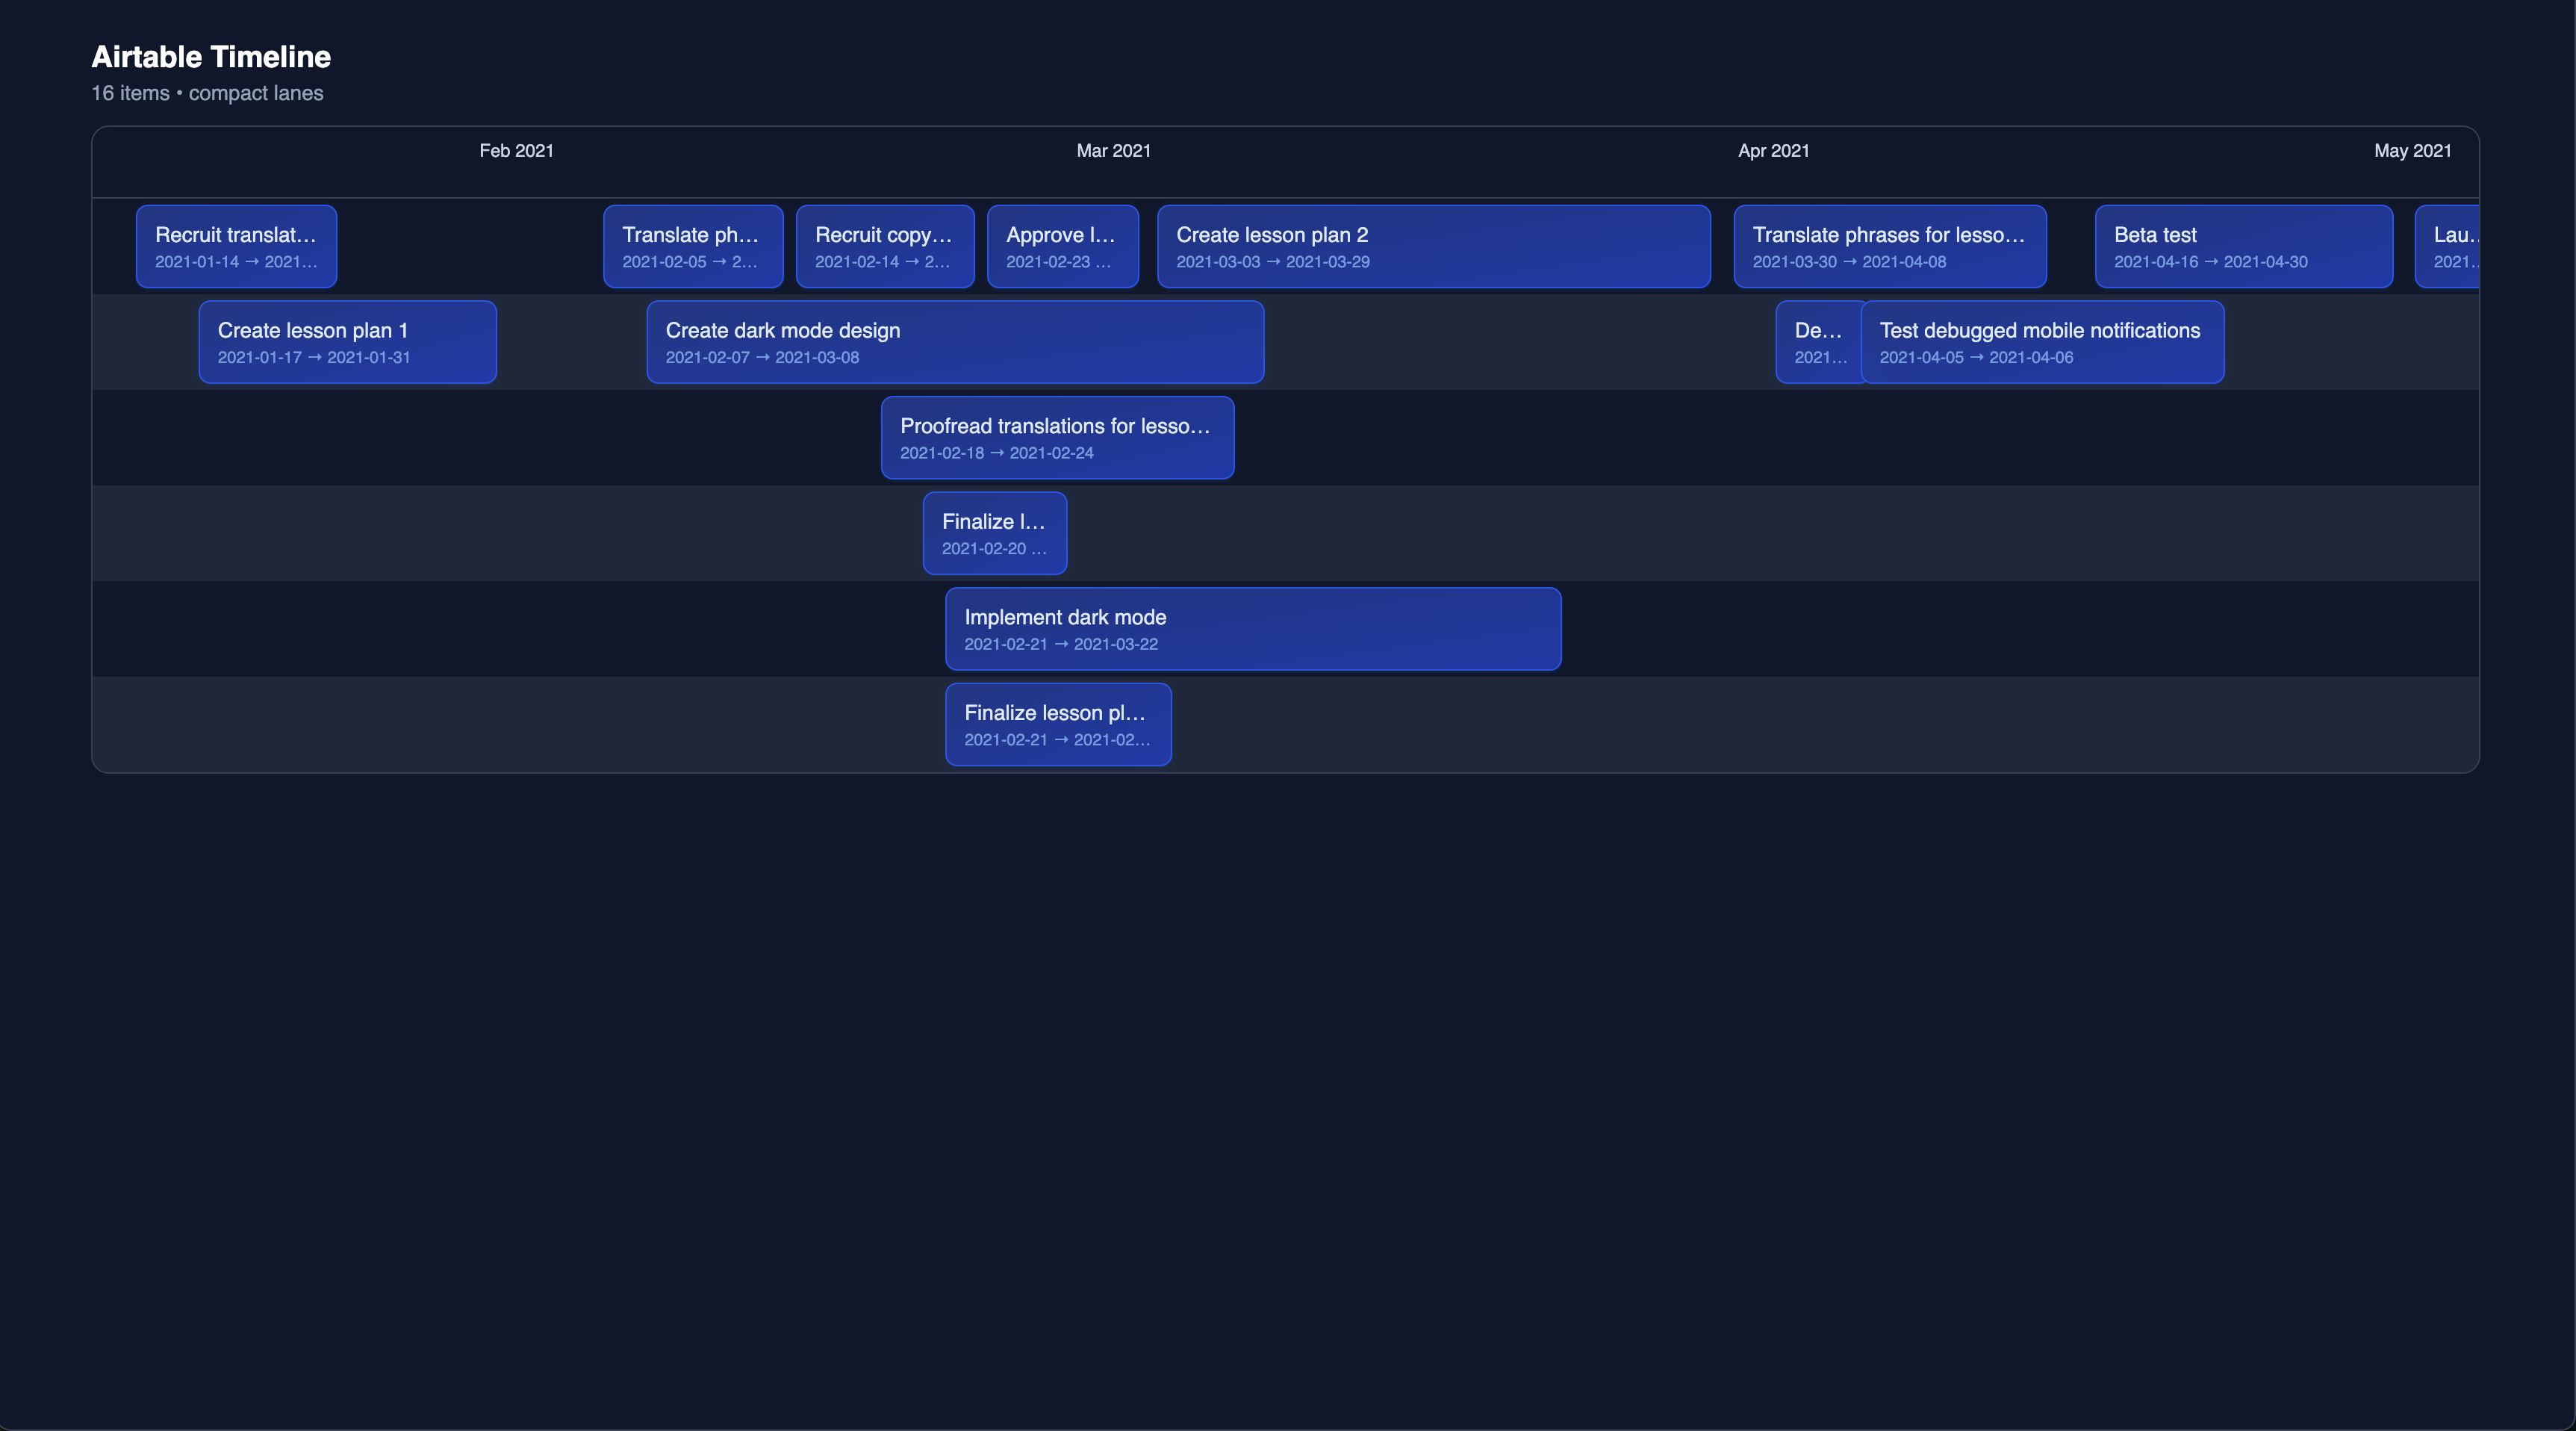 Airtable Timeline
16 items • compact lanes
Feb 2021
Mar 2021
Apr 2021
May 2021
Recruit translat...
2021-01-14 → 2021...
Translate ph...
2021-02-05 → 2...
Recruit copy...
2021-02-14 → 2...
Approve l...
2021-02-23 ...
Create lesson plan 2
2021-03-03 → 2021-03-29
Translate phrases for lesso...
2021-03-30 → 2021-04-08
Beta test
2021-04-16 → 2021-04-30
Lau..
2021..
Create lesson plan 1
2021-01-17 → 2021-01-31
Create dark mode design
2021-02-07 → 2021-03-08
De...
2021...
Test debugged mobile notifications
2021-04-05 → 2021-04-06
Proofread translations for lesso...
2021-02-18 → 2021-02-24
Finalize l...
2021-02-20 ...
Implement dark mode
2021-02-21 → 2021-03-22
Finalize lesson pl...
2021-02-21 → 2021-02...